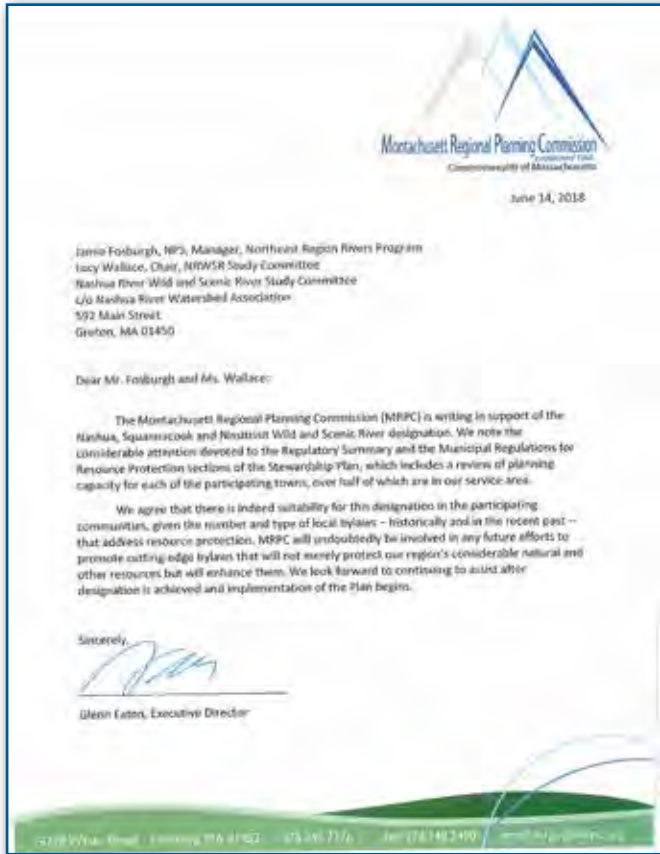 Montachusett Regional Planning Commission
Commonwealth of Massachusetts
June 14, 2018
Jamie Fosburgh, NPS, Manager, Northeast Region Rivers Program
Lucy Wallace, Chair, NRWSR Study Committee
Nashua River Wild and Scenic River Study Committee
c/o Nashua River Watershed Association
592 Main Street
Groton, MA 01450
Dear Mr. Fosburgh and Ms. Wallace:
The Montachusett Regional Planning Commission (MRPC) is writing in support of the
Nashua, Squannacook and Nissitissit Wild and Scenic River designation. We note the
considerable attention devoted to the Regulatory Summary and the Municipal Regulations for
Resource Protection sections of the Stewardship Plan, which includes a review of planning
capacity for each of the participating towns, over half of which are in our service area.
We agree that there is indeed suitability for this designation in the participating
communities, given the number and type of local bylaws – historically and in the recent past –
that address resource protection. MRPC will undoubtedly be involved in any future efforts to
promote cutting-edge bylaws that will not merely protect our region's considerable natural and
other resources but will enhance them. We look forward to continuing to assist after
designation is achieved and implementation of the Plan begins.
Sincerely,
Glenn Eaton, Executive Director